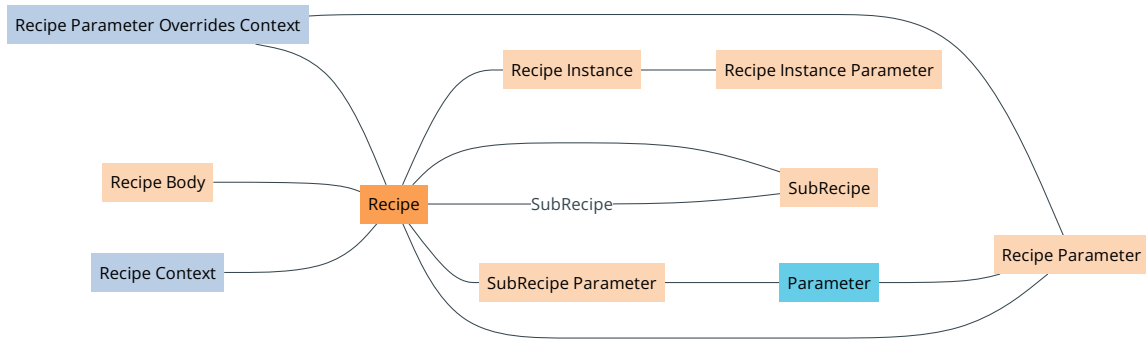 Recipe Parameter Overrides Context
Recipe Instance
Recipe Instance Parameter
Recipe Body
SubRecipe
Recipe
SubRecipe
Recipe Parameter
Recipe Context
SubRecipe Parameter
Parameter